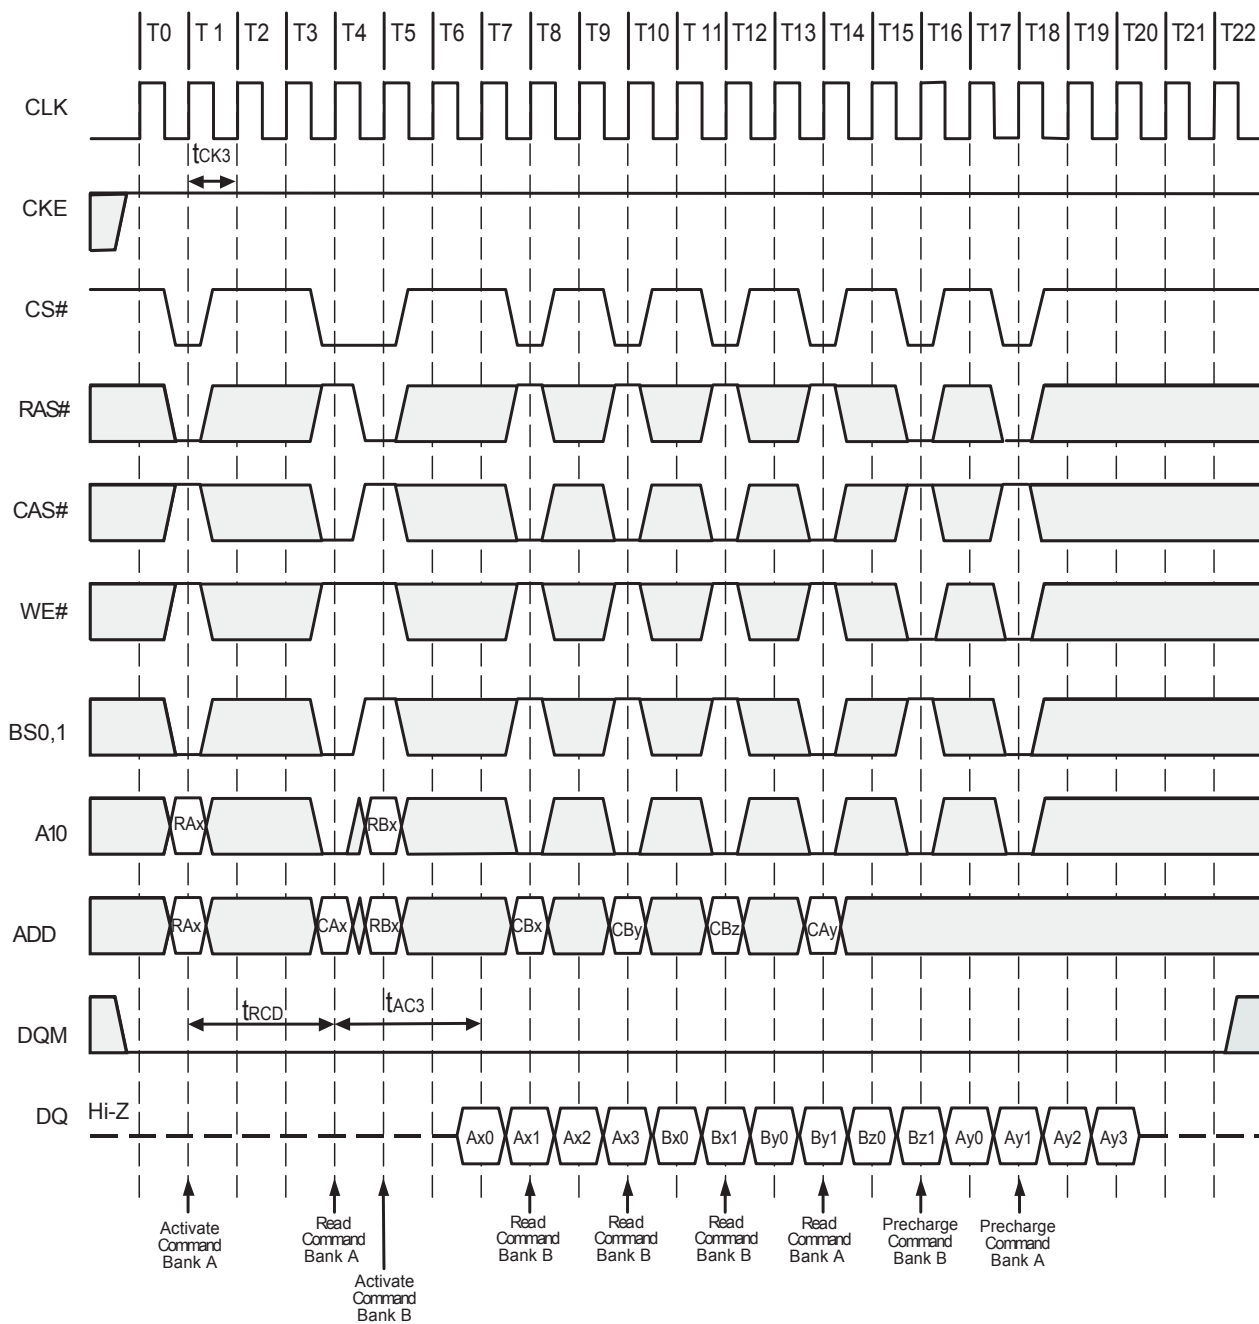 T0 T 1 T2 T3 T4 T5 T6 T7 T8 T9 T10 T 11 T12 T13 T14 T15 T16 T17 T18 T19 T20 T21 T22
CLK
tCK3
CKE
CS#
RAS#
CAS#
WE#
BS0,1
A10 RAx RBx
ADD RAx CAx RBx CBx CBy CBz CAy
tRCD tAC3
DQM
DQ Hi-Z Ax0 Ax1 Ax2 Ax3 Bx0 Bx1 By0 By1 Bz0 Bz1 Ay0 Ay1 Ay2 Ay3
Activate
Command
Bank A
Read
Command
Bank A
Activate
Command
Bank B
Read
Command
Bank B
Read
Command
Bank B
Read
Command
Bank B
Read
Command
Bank A
Precharge
Command
Bank B
Precharge
Command
Bank A